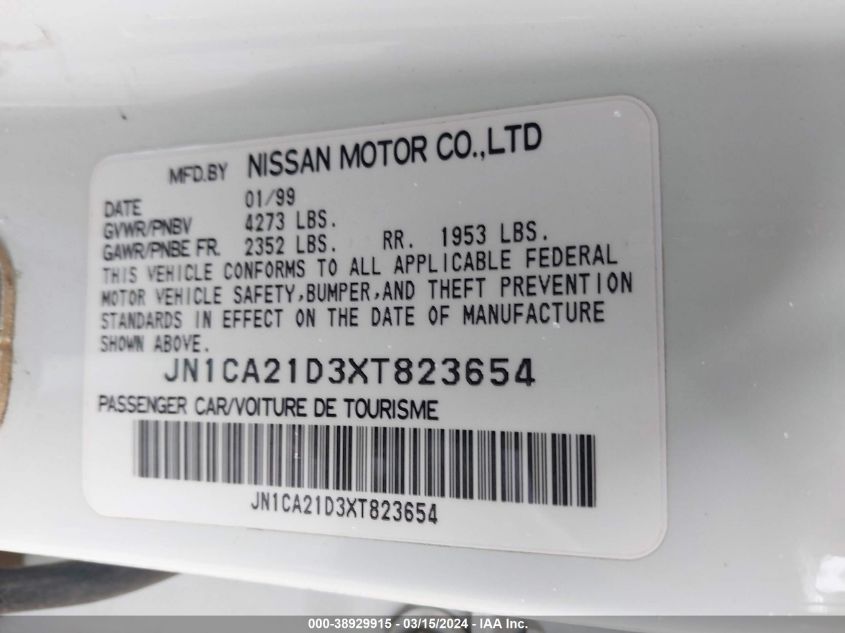 MFD.BY NISSAN MOTOR CO.,LTD
DATE 01/99
GVWR/PNBV 4273 LBS.
GAWR/PNBE FR. 2352 LBS. RR. 1953 LBS.
THIS VEHICLE CONFORMS TO ALL APPLICABLE FEDERAL
MOTOR VEHICLE SAFETY,BUMPER,AND THEFT PREVENTION
STANDARDS IN EFFECT ON THE DATE OF MANUFACTURE
SHOWN ABOVE.
JN1CA21D3XT823654
PASSENGER CAR/VOITURE DE TOURISME
JN1CA21D3XT823654
000-38929915 - 03/15/2024 - IAA Inc.